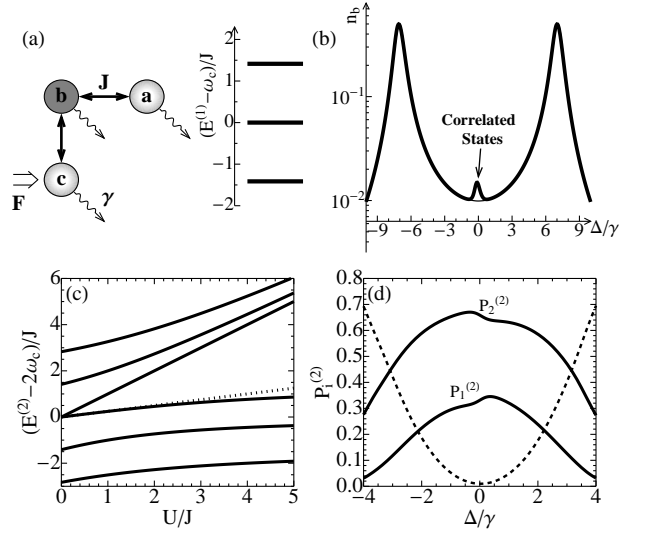 (a)
J
b
a
c
F
γ
(E⁽¹⁾−ω_c)/J
2
1
0
−1
−2
(b)
n_b
10⁻¹
10⁻²
Correlated
States
−9 −6 −3 0 3 6 9 Δ/γ
(c)
(E⁽²⁾−2ω_c)/J
6
4
2
0
−2
0 1 2 3 4 5
U/J
(d)
P_i⁽²⁾
0.8
0.7
0.6
0.5
0.4
0.3
0.2
0.1
0.0
P₂⁽²⁾
P₁⁽²⁾
−4 −2 0 2 4
Δ/γ